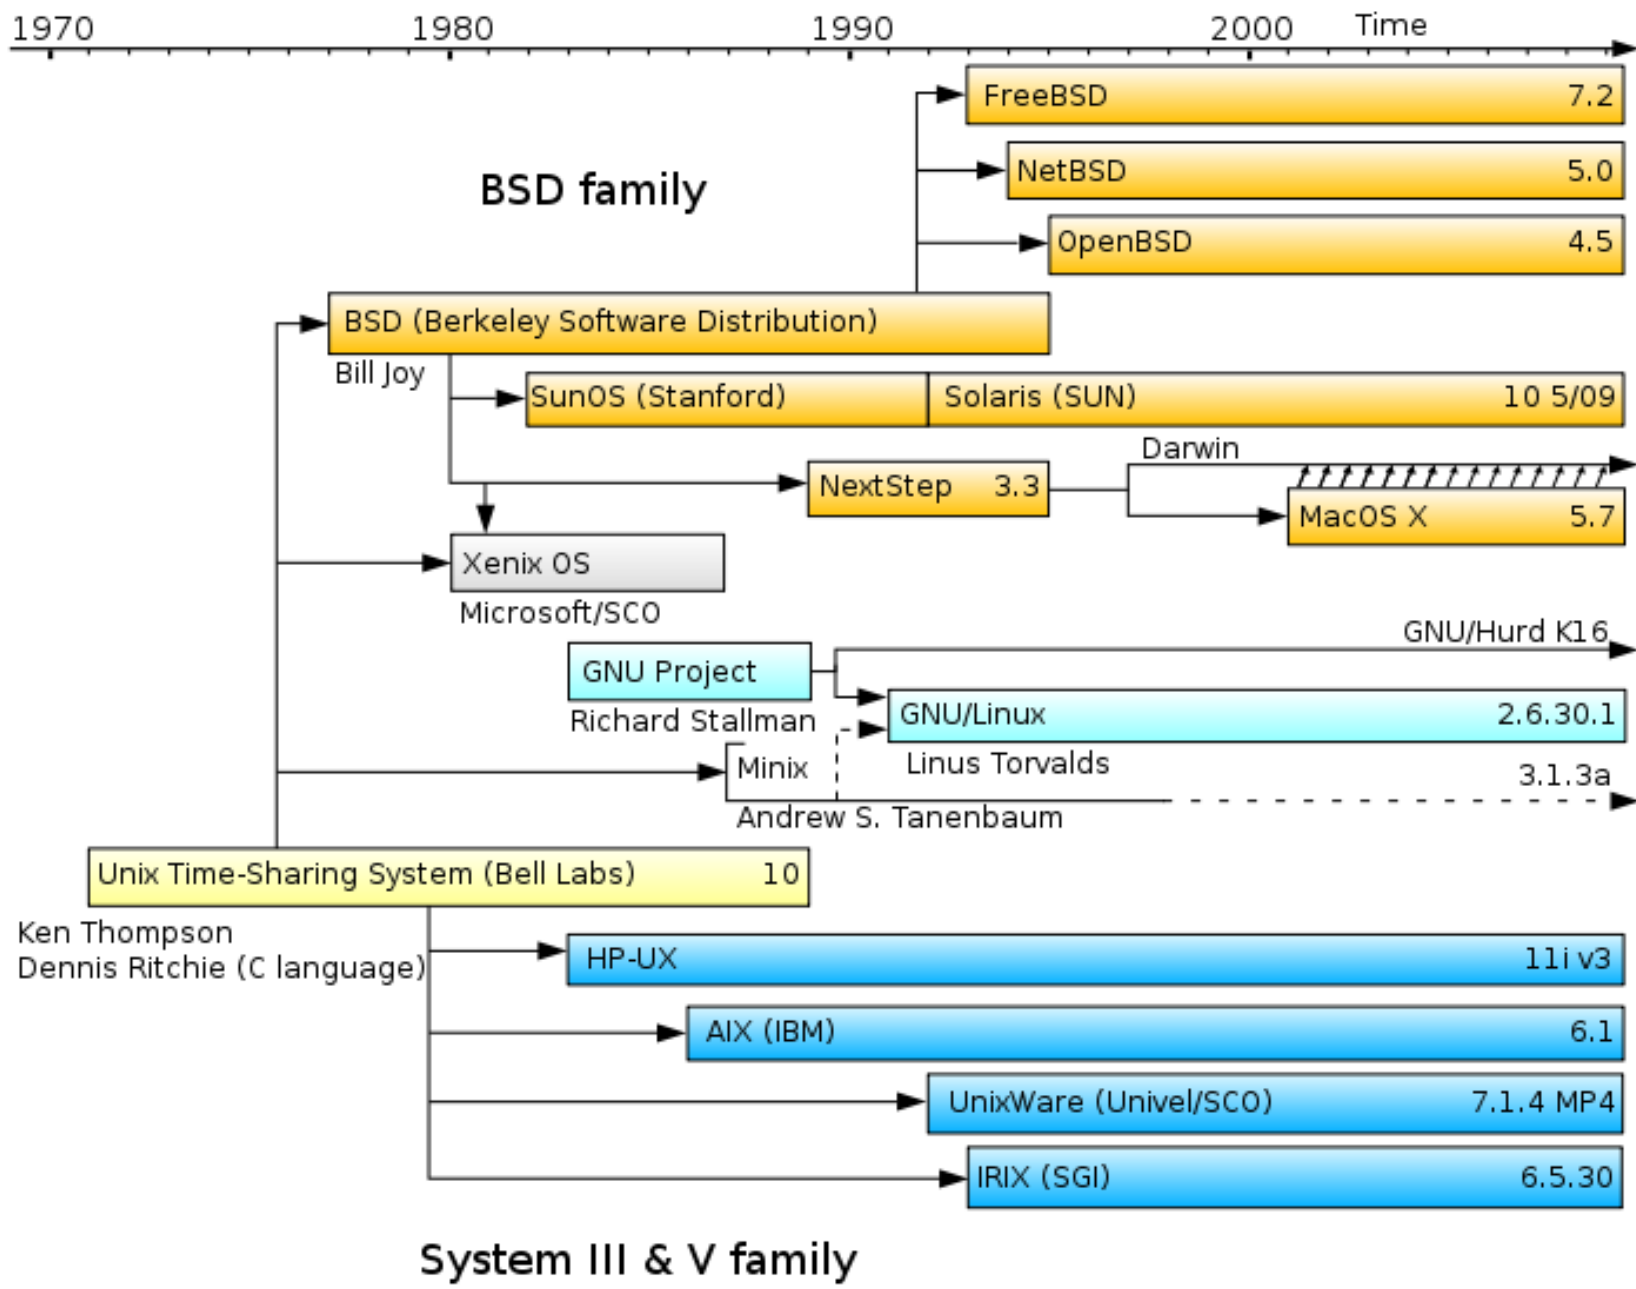 1970 1980 1990 2000 Time
FreeBSD 7.2
NetBSD 5.0
BSD family
OpenBSD 4.5
BSD (Berkeley Software Distribution)
Bill Joy
SunOS (Stanford) Solaris (SUN) 10 5/09
Darwin
NextStep 3.3
MacOS X 5.7
Xenix OS
Microsoft/SCO
GNU/Hurd K16
GNU Project
Richard Stallman
GNU/Linux 2.6.30.1
Linus Torvalds
Minix 3.1.3a
Andrew S. Tanenbaum
Unix Time-Sharing System (Bell Labs) 10
Ken Thompson
Dennis Ritchie (C language)
HP-UX 11i v3
AIX (IBM) 6.1
UnixWare (Univel/SCO) 7.1.4 MP4
IRIX (SGI) 6.5.30
System III & V family